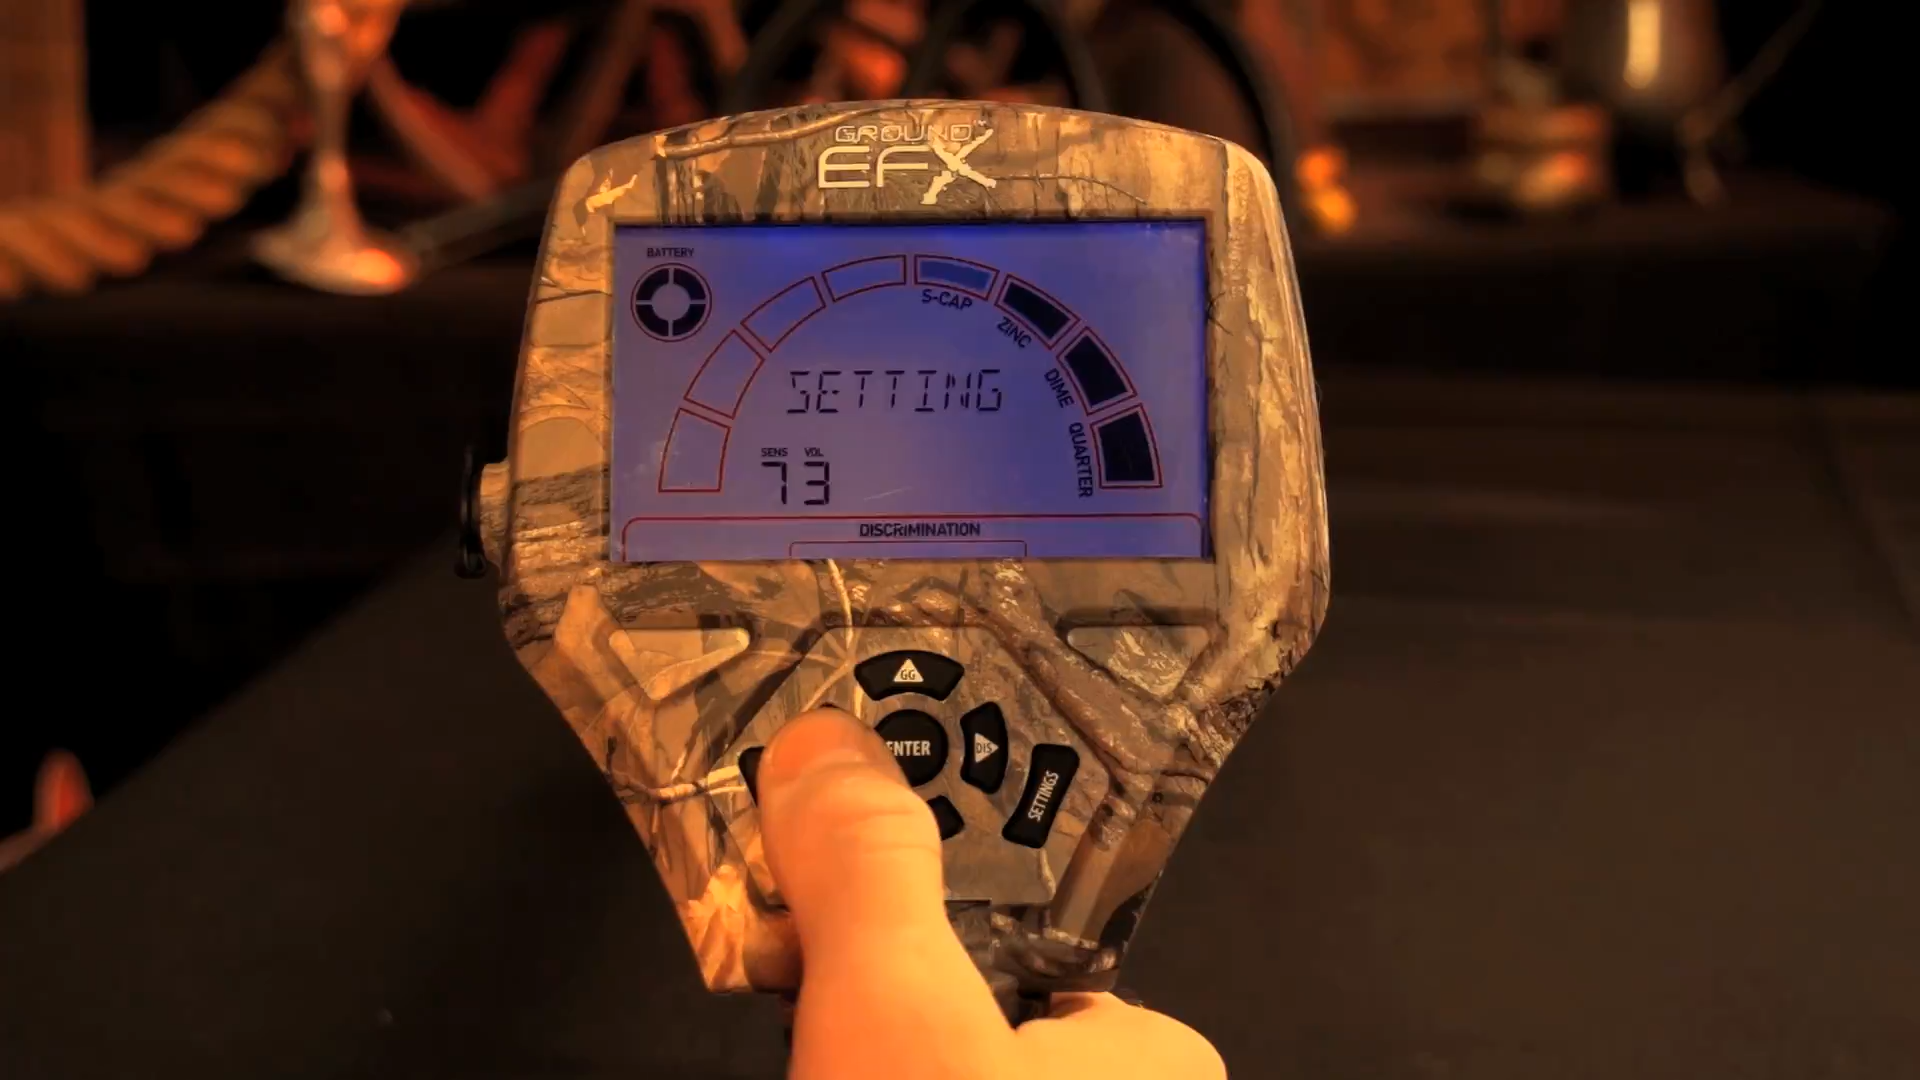 GROUND
EFX
BATTERY
S-CAP
ZINC
DIME
QUARTER
SETTING
SENS VOL
73
DISCRIMINATION
GG
ENTER
DIS
SETTINGS